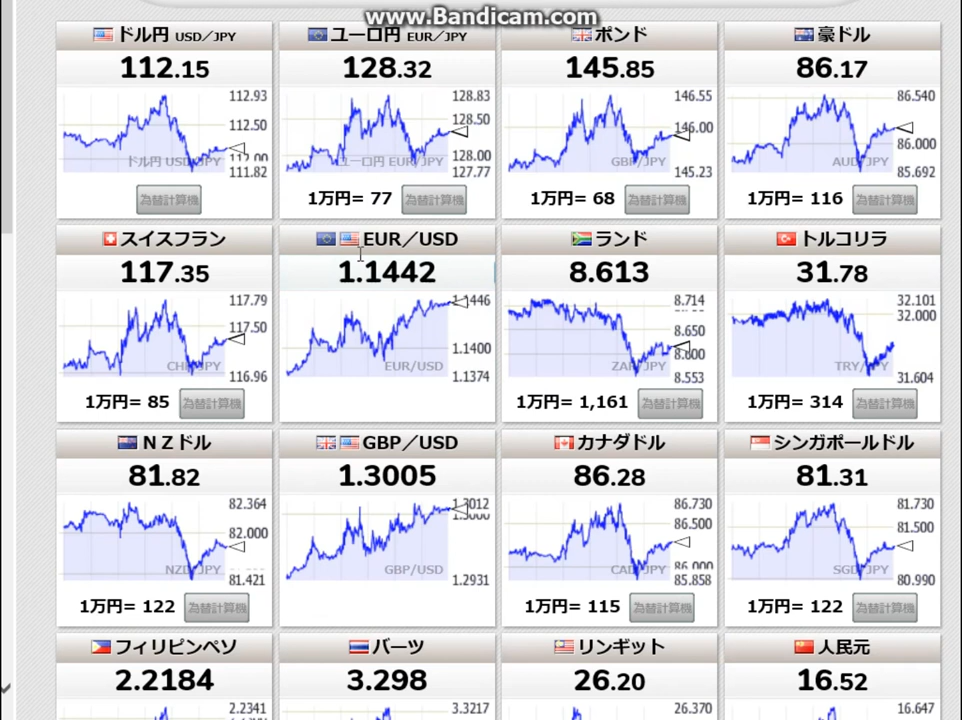 www.Bandicam.com
ドル円 USD/JPY
112.15
112.93
112.50
112.00
111.82
ドル円 USD/JPY
為替計算機
ユーロ円 EUR/JPY
128.32
128.83
128.50
128.00
127.77
ユーロ円 EUR/JPY
1万円= 77 為替計算機
ポンド
145.85
146.55
146.00
145.23
GBP/JPY
1万円= 68 為替計算機
豪ドル
86.17
86.540
86.000
85.692
AUD/JPY
1万円= 116 為替計算機
スイスフラン
117.35
117.79
117.50
116.96
CHF/JPY
1万円= 85 為替計算機
EUR/USD
1.1442
1.1446
1.1400
1.1374
EUR/USD
ランド
8.613
8.714
8.650
8.600
8.553
ZAR/JPY
1万円= 1,161 為替計算機
トルコリラ
31.78
32.101
32.000
31.604
TRY/JPY
1万円= 314 為替計算機
NZドル
81.82
82.364
82.000
81.421
NZD/JPY
1万円= 122 為替計算機
GBP/USD
1.3005
1.3012
1.3000
1.2931
GBP/USD
カナダドル
86.28
86.730
86.500
86.000
85.858
CAD/JPY
1万円= 115 為替計算機
シンガポールドル
81.31
81.730
81.500
80.990
SGD/JPY
1万円= 122 為替計算機
フィリピンペソ
2.2184
2.2341
バーツ
3.298
3.3217
リンギット
26.20
26.370
人民元
16.52
16.647